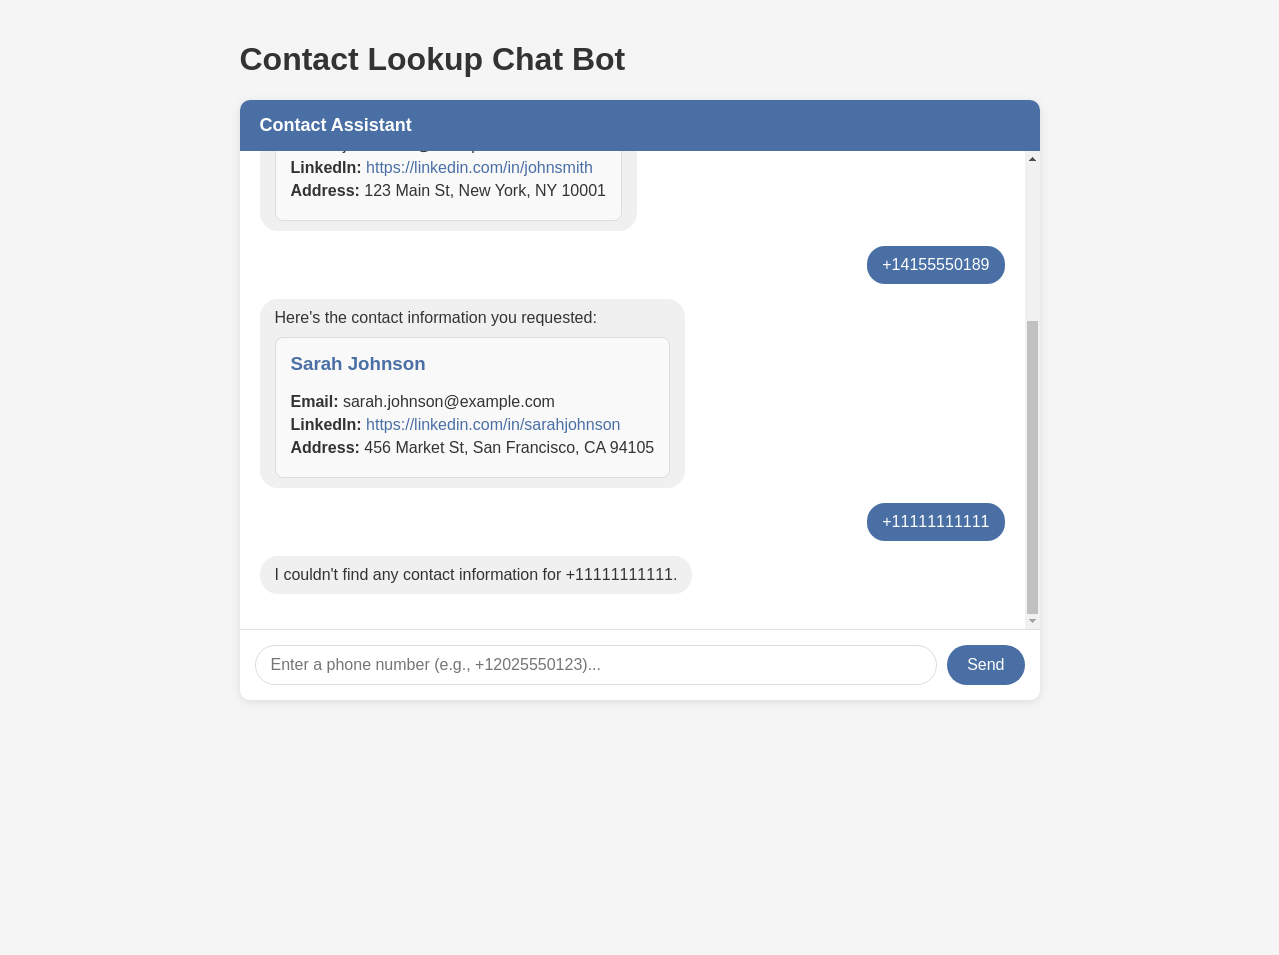 Contact Lookup Chat Bot
Contact Assistant
LinkedIn: https://linkedin.com/in/johnsmith
Address: 123 Main St, New York, NY 10001
+14155550189
Here's the contact information you requested:
Sarah Johnson
Email: sarah.johnson@example.com
LinkedIn: https://linkedin.com/in/sarahjohnson
Address: 456 Market St, San Francisco, CA 94105
+11111111111
I couldn't find any contact information for +11111111111.
Enter a phone number (e.g., +12025550123)...
Send